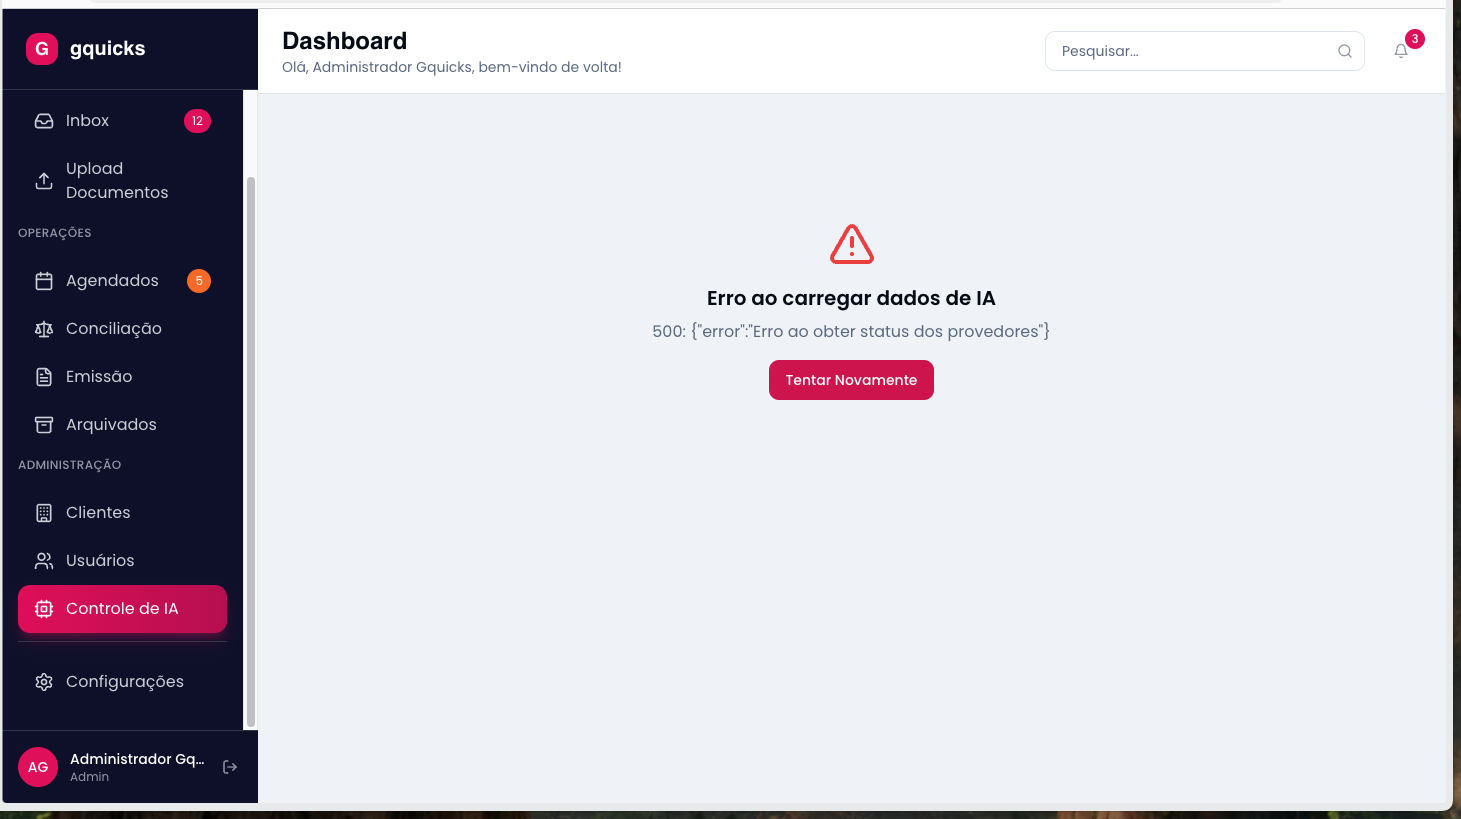 G gquicks
Dashboard
Olá, Administrador Gquicks, bem-vindo de volta!
Pesquisar...
3
Inbox 12
Upload
Documentos
OPERAÇÕES
Agendados 5
Conciliação
Emissão
Arquivados
ADMINISTRAÇÃO
Clientes
Usuários
Controle de IA
Configurações
AG Administrador Gq...
Admin
Erro ao carregar dados de IA
500: {"error":"Erro ao obter status dos provedores"}
Tentar Novamente